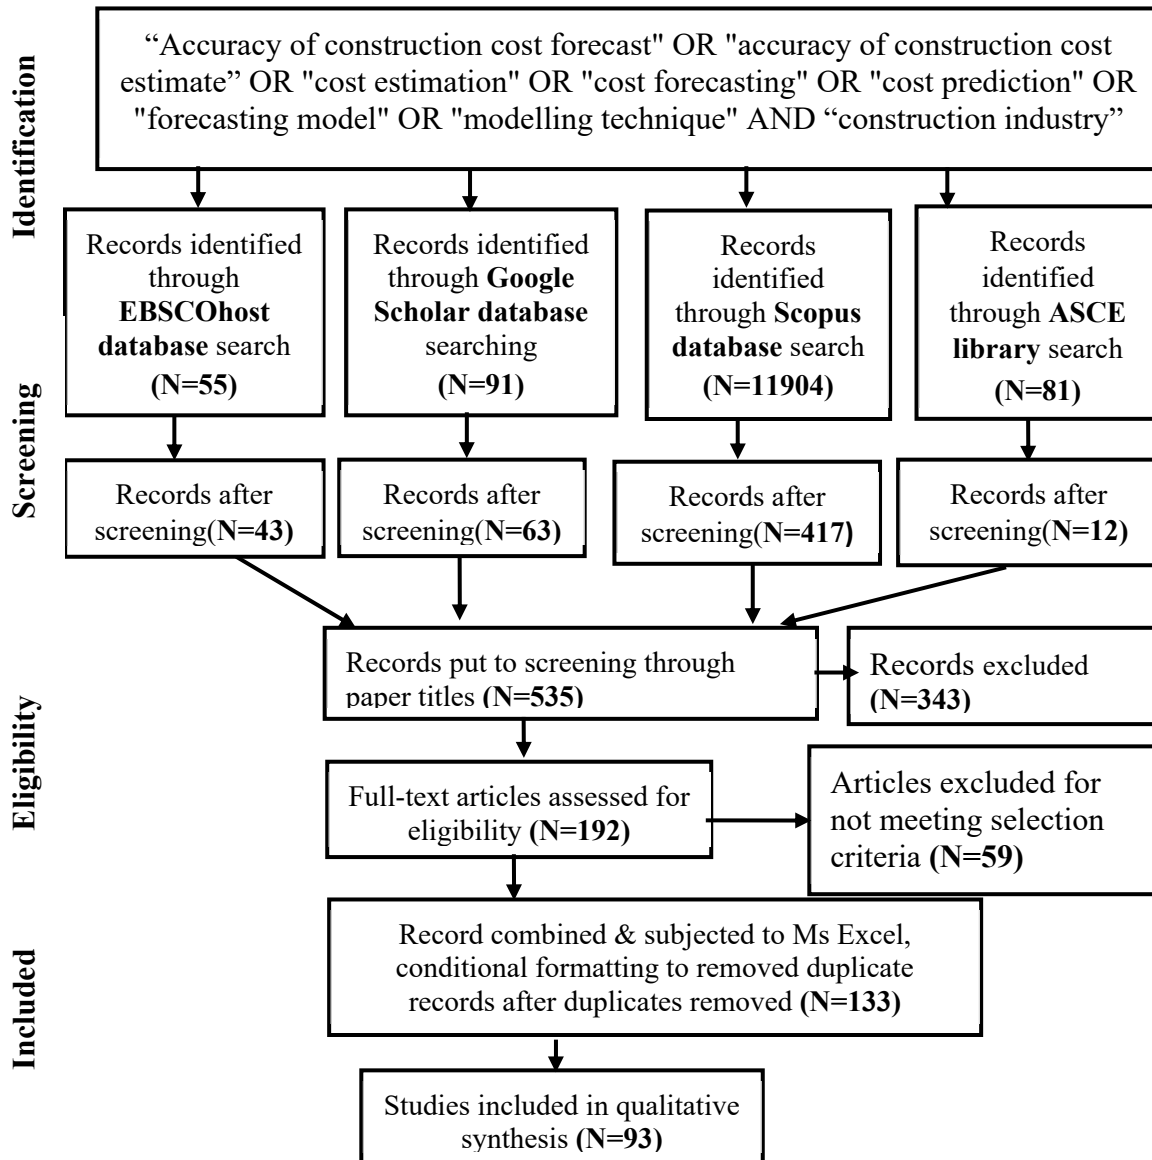 Identification
“Accuracy of construction cost forecast" OR "accuracy of construction cost
estimate” OR "cost estimation" OR "cost forecasting" OR "cost prediction" OR
"forecasting model" OR "modelling technique" AND “construction industry”
Records identified
through
EBSCOhost
database search
(N=55)
Records identified
through Google
Scholar database
searching
(N=91)
Records
identified
through Scopus
database search
(N=11904)
Records
identified
through ASCE
library search
(N=81)
Screening
Records after
screening(N=43)
Records after
screening(N=63)
Records after
screening(N=417)
Records after
screening(N=12)
Eligibility
Records put to screening through
paper titles (N=535)
Records excluded
(N=343)
Full-text articles assessed for
eligibility (N=192)
Articles excluded for
not meeting selection
criteria (N=59)
Included
Record combined & subjected to Ms Excel,
conditional formatting to removed duplicate
records after duplicates removed (N=133)
Studies included in qualitative
synthesis (N=93)